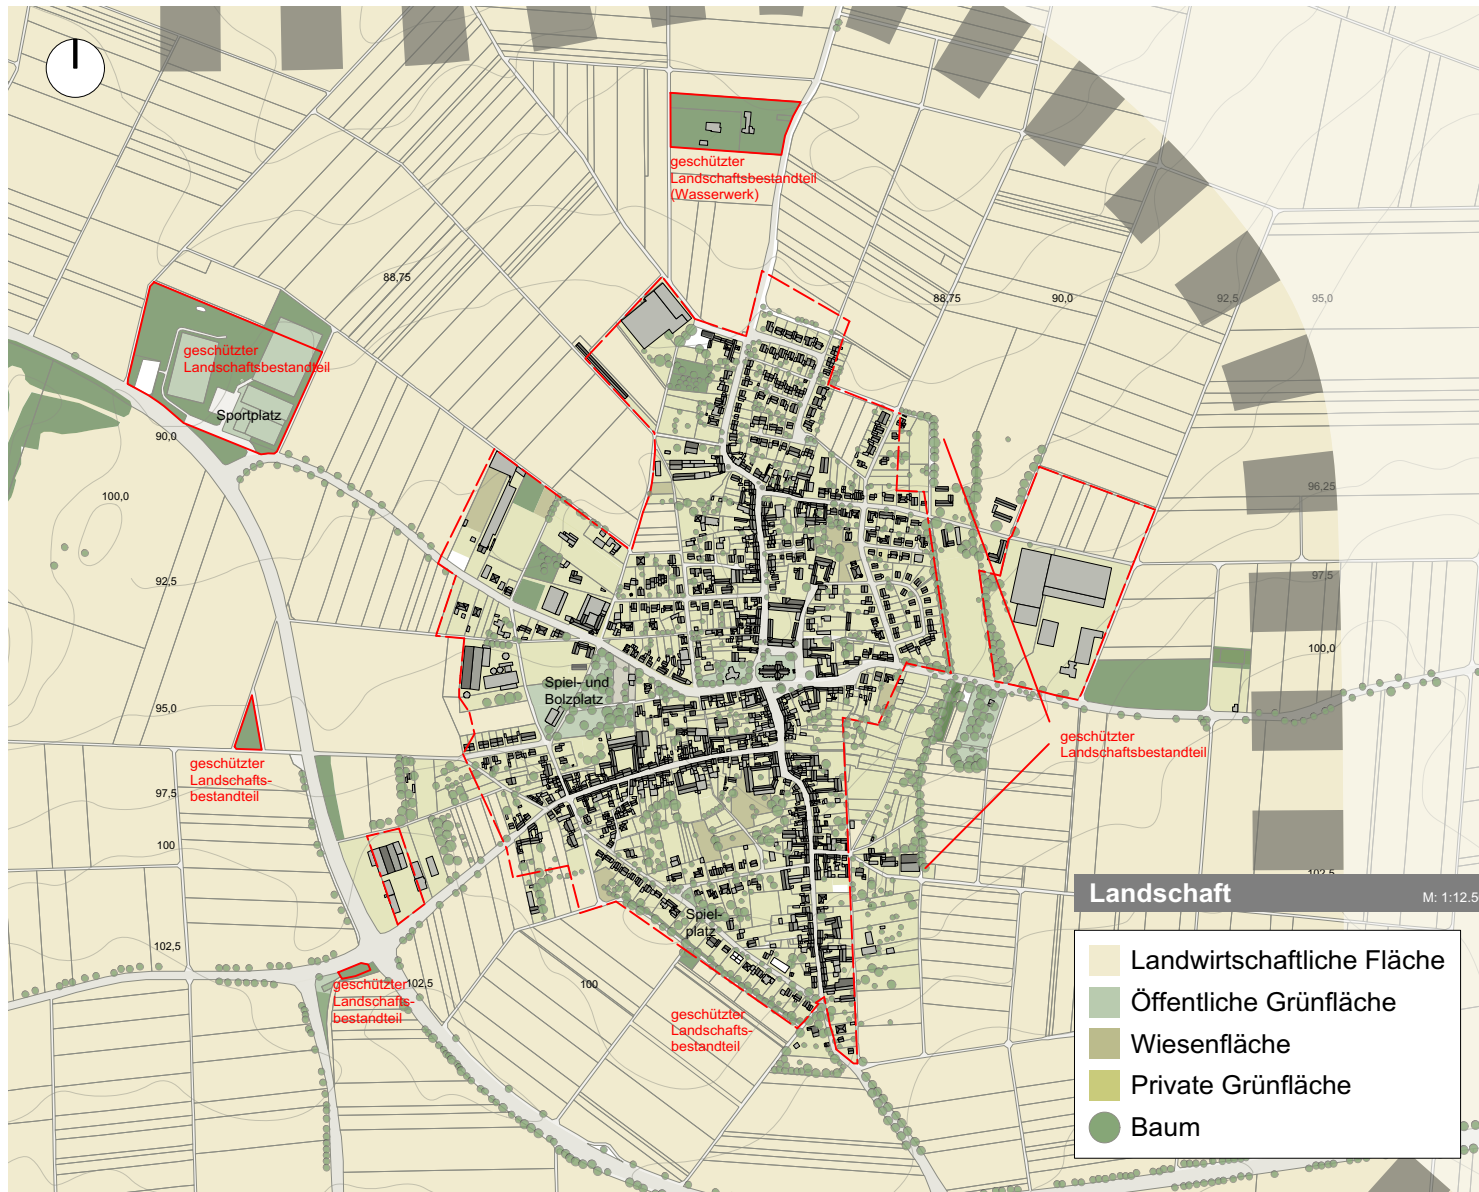 geschützter
Landschaftsbestandteil
(Wasserwerk)
88,75
88,75
90,0
92,5
95,0
geschützter
Landschaftsbestandteil
Sportplatz
90,0
100,0
96,25
92,5
97,5
100,0
Spiel- und
Bolzplatz
95,0
geschützter
Landschaftsbestandteil
geschützter
Landschafts-
bestandteil
97,5
100
102,5
Landschaft
M: 1:12.5
Spiel-
platz
102,5
geschützter
Landschafts-
bestandteil
102,5
100
geschützter
Landschafts-
bestandteil
Landwirtschaftliche Fläche
Öffentliche Grünfläche
Wiesenfläche
Private Grünfläche
Baum